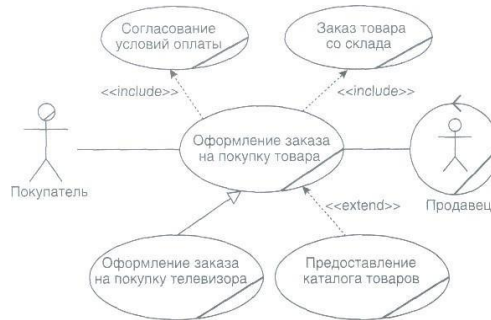 Согласование
условий оплаты
Заказ товара
со склада
<<include>>
<<include>>
Оформление заказа
на покупку товара
Покупатель
Продавец
<<extend>>
Оформление заказа
на покупку телевизора
Предоставление
каталога товаров